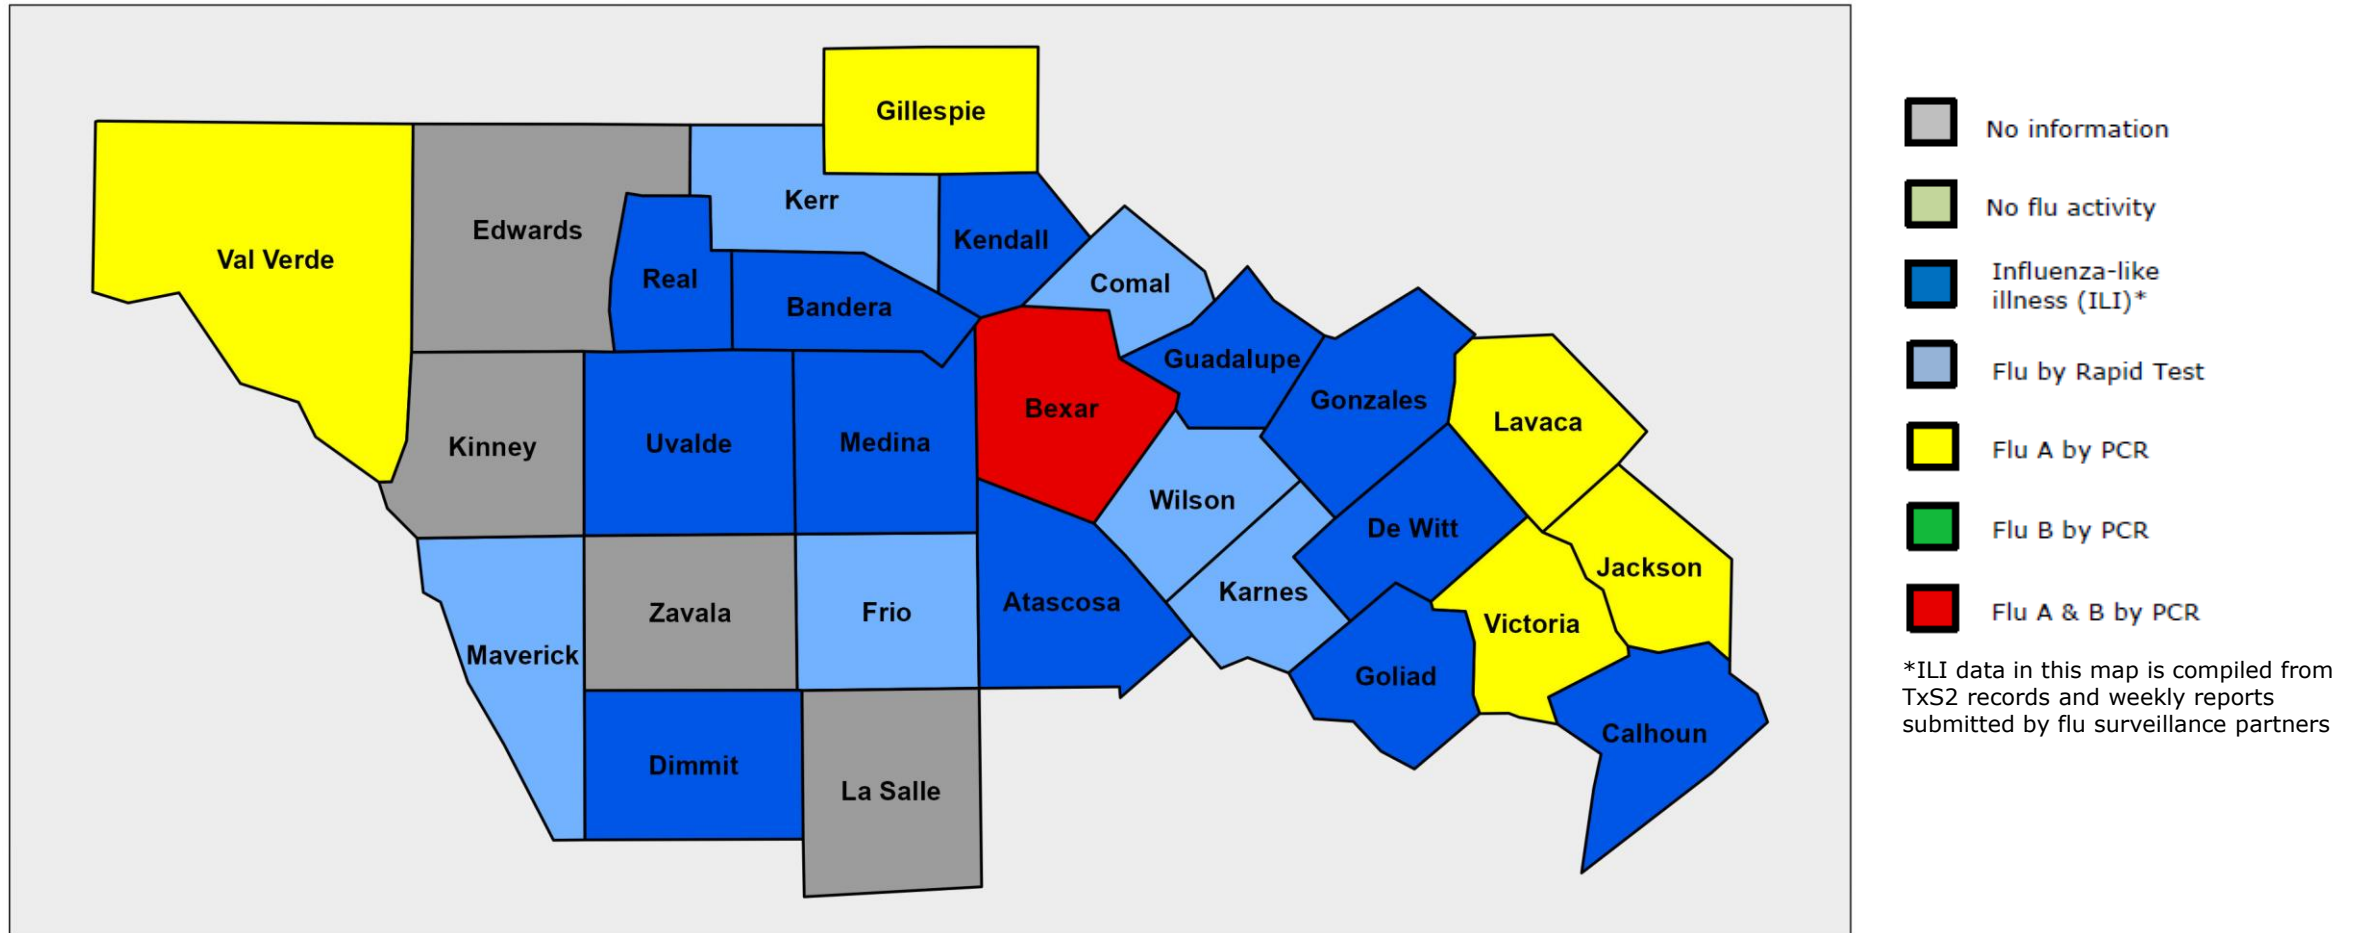 Gillespie
Kerr
Edwards
Kendall
Val Verde
Real
Comal
Bandera
Guadalupe
Gonzales
Bexar
Lavaca
Kinney
Uvalde
Medina
Wilson
De Witt
Jackson
Karnes
Atascosa
Zavala
Frio
Victoria
Maverick
Goliad
Calhoun
Dimmit
La Salle
No information
No flu activity
Influenza-like
illness (ILI)*
Flu by Rapid Test
Flu A by PCR
Flu B by PCR
Flu A & B by PCR
*ILI data in this map is compiled from
TxS2 records and weekly reports
submitted by flu surveillance partners